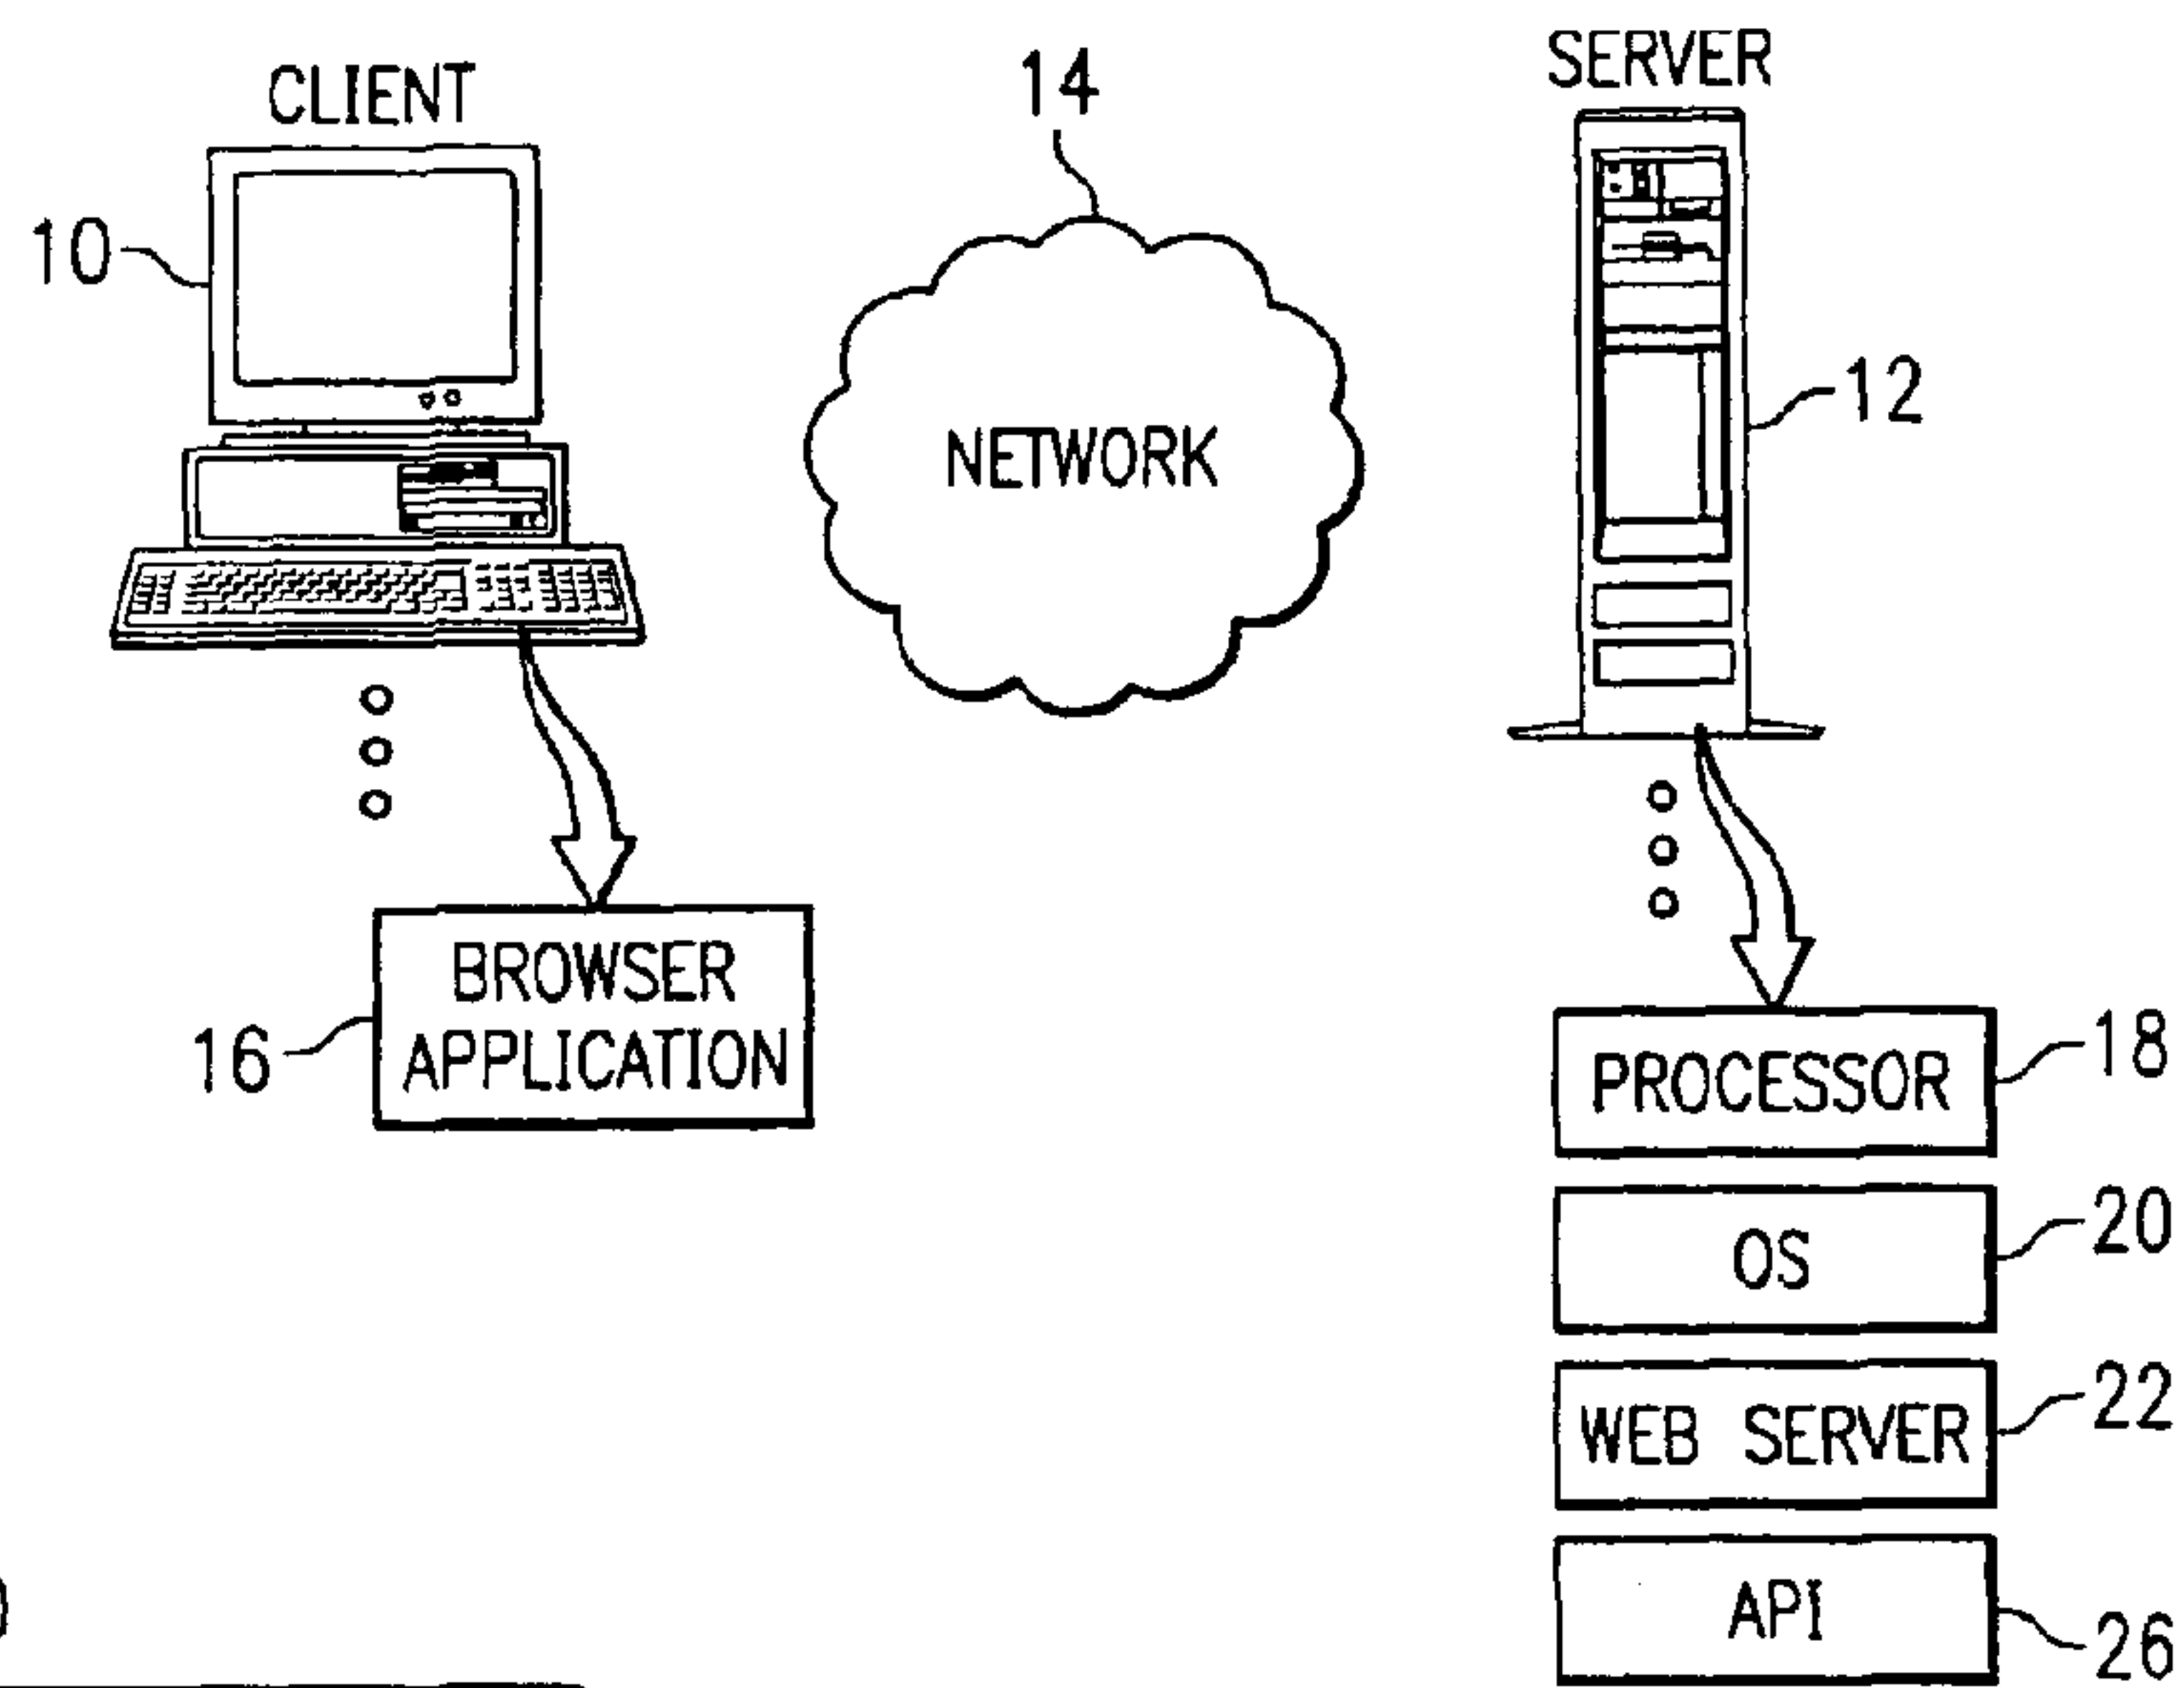 CLIENT
14
SERVER
10
NETWORK
12
BROWSER
APPLICATION
16
PROCESSOR
18
OS
20
WEB SERVER
22
API
26